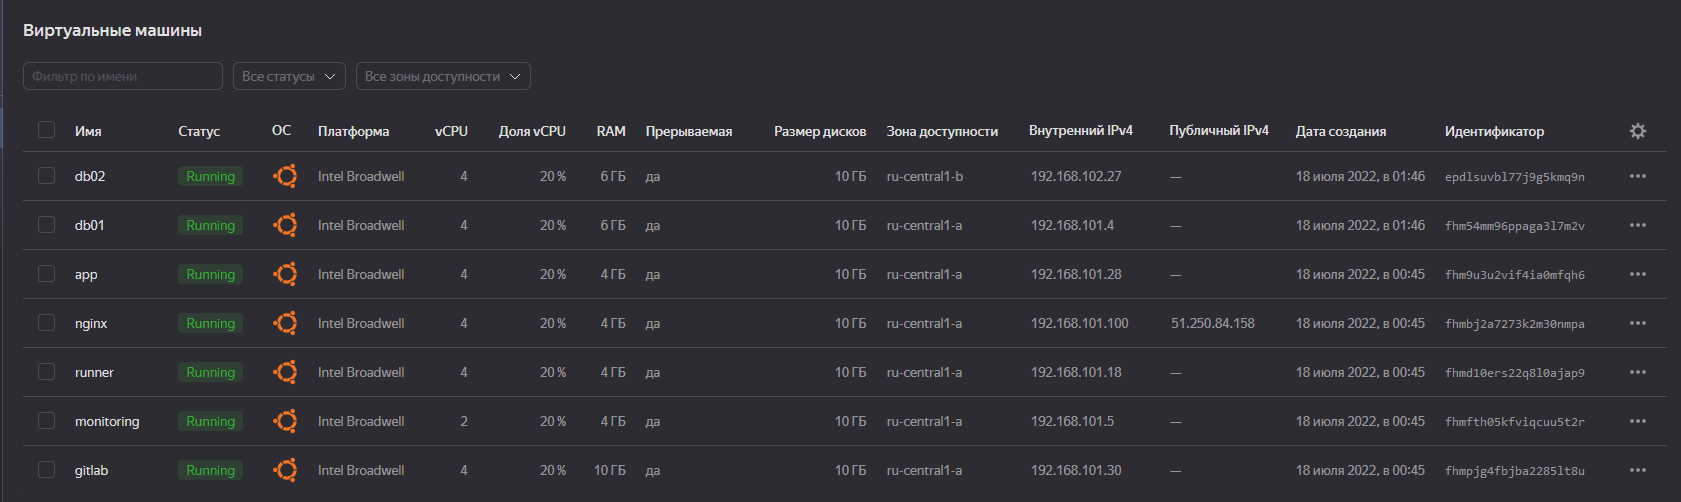 Виртуальные машины
Фильтр по имени Все статусы Все зоны доступности
Имя Статус ОС Платформа vCPU Доля vCPU RAM Прерываемая Размер дисков Зона доступности Внутренний IPv4 Публичный IPv4 Дата создания Идентификатор
db02 Running Intel Broadwell 4 20 % 6 ГБ да 10 ГБ ru-central1-b 192.168.102.27 — 18 июля 2022, в 01:46 epdlsuvbl77j9g5kmq9n
db01 Running Intel Broadwell 4 20 % 6 ГБ да 10 ГБ ru-central1-a 192.168.101.4 — 18 июля 2022, в 01:46 fhm54mm96ppaga3l7m2v
app Running Intel Broadwell 4 20 % 4 ГБ да 10 ГБ ru-central1-a 192.168.101.28 — 18 июля 2022, в 00:45 fhm9u3u2vif4ia0mfqh6
nginx Running Intel Broadwell 4 20 % 4 ГБ да 10 ГБ ru-central1-a 192.168.101.100 51.250.84.158 18 июля 2022, в 00:45 fhmbj2a7273k2m30nmpa
runner Running Intel Broadwell 4 20 % 4 ГБ да 10 ГБ ru-central1-a 192.168.101.18 — 18 июля 2022, в 00:45 fhmd10ers22q8l0ajap9
monitoring Running Intel Broadwell 2 20 % 4 ГБ да 10 ГБ ru-central1-a 192.168.101.5 — 18 июля 2022, в 00:45 fhmfth05kfviqcuu5t2r
gitlab Running Intel Broadwell 4 20 % 10 ГБ да 10 ГБ ru-central1-a 192.168.101.30 — 18 июля 2022, в 00:45 fhmpjg4fbjba2285lt8u